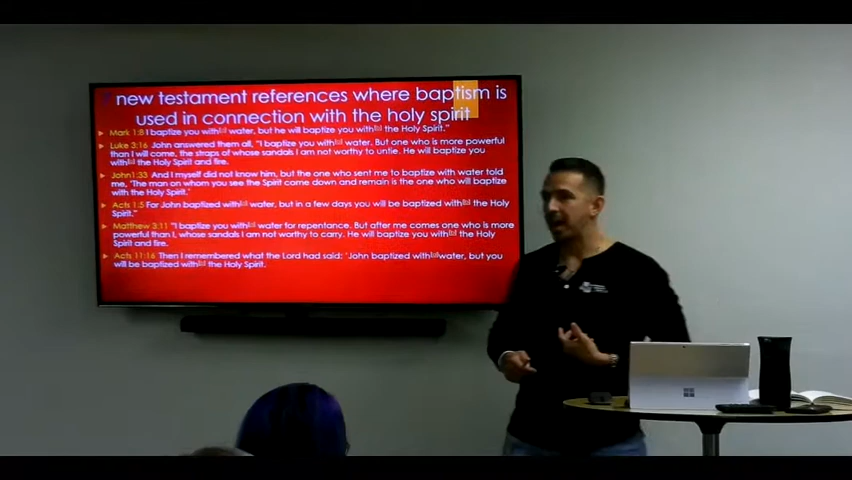 7 new testament references where baptism is
used in connection with the holy spirit
Mark 1:8 I baptize you with[e] water, but he will baptize you with[f] the Holy Spirit."
Luke 3:16 John answered them all, "I baptize you with water. But one who is more powerful
than I will come, the straps of whose sandals I am not worthy to untie. He will baptize you
with the Holy Spirit and fire.
John1:33 And I myself did not know him, but the one who sent me to baptize with water told
me, 'The man on whom you see the Spirit come down and remain is the one who will baptize
with the Holy Spirit.'
Acts 1:5 For John baptized with water, but in a few days you will be baptized with the Holy
Spirit."
Matthew 3:11 "I baptize you with water for repentance. But after me comes one who is more
powerful than I, whose sandals I am not worthy to carry. He will baptize you with the Holy
Spirit and fire.
Acts 11:16 Then I remembered what the Lord had said: 'John baptized with water, but you
will be baptized with the Holy Spirit.